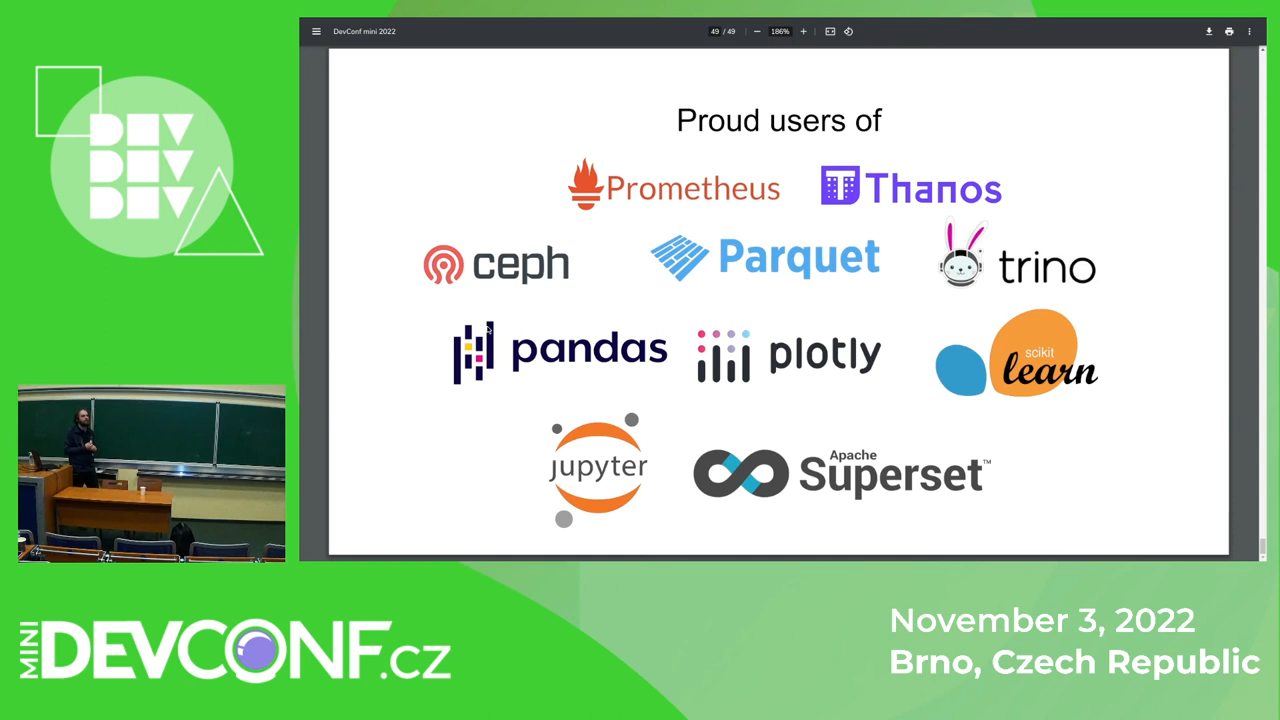 DEV
DEV
DEV
DevConf mini 2022
49 / 49
186%
Proud users of
Prometheus
Thanos
ceph
Parquet
trino
pandas
plotly
scikit
learn
jupyter
Apache
Superset™
MINI DEVCONF.cz
November 3, 2022
Brno, Czech Republic